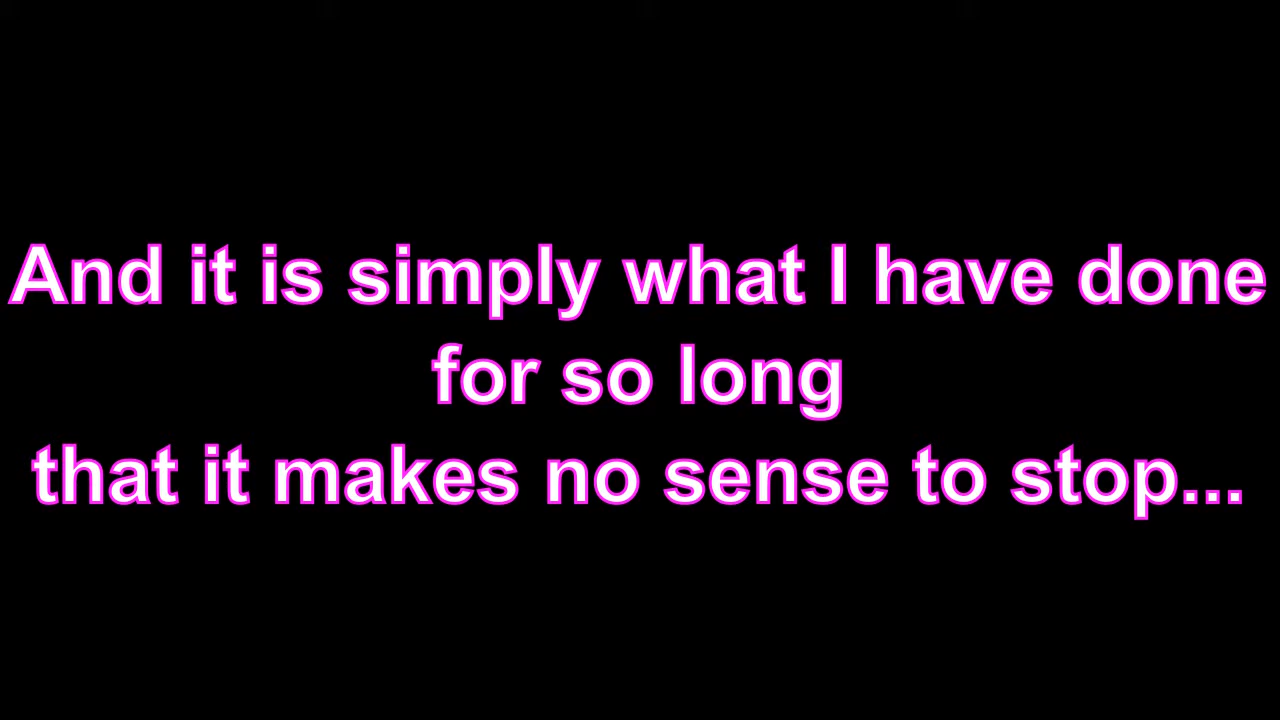 And it is simply what I have done
for so long
that it makes no sense to stop...